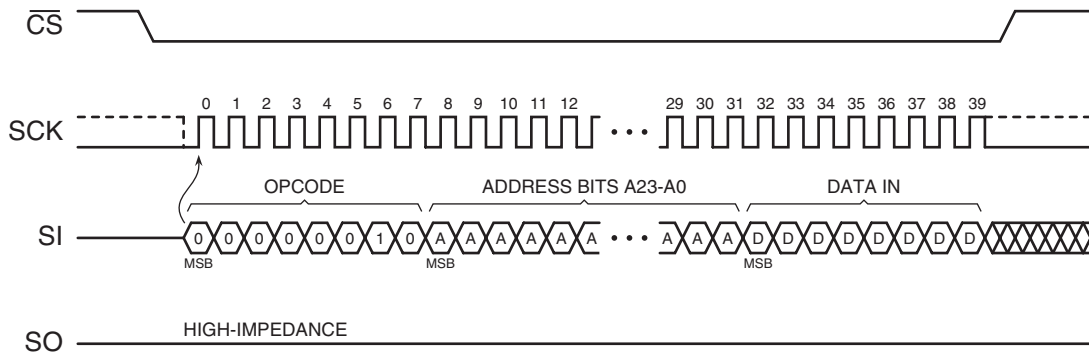 CS
0 1 2 3 4 5 6 7 8 9 10 11 12 29 30 31 32 33 34 35 36 37 38 39
SCK
OPCODE ADDRESS BITS A23-A0 DATA IN
SI 0 0 0 0 0 0 1 0 A A A A A A A A A D D D D D D D D
MSB MSB MSB
HIGH-IMPEDANCE
SO